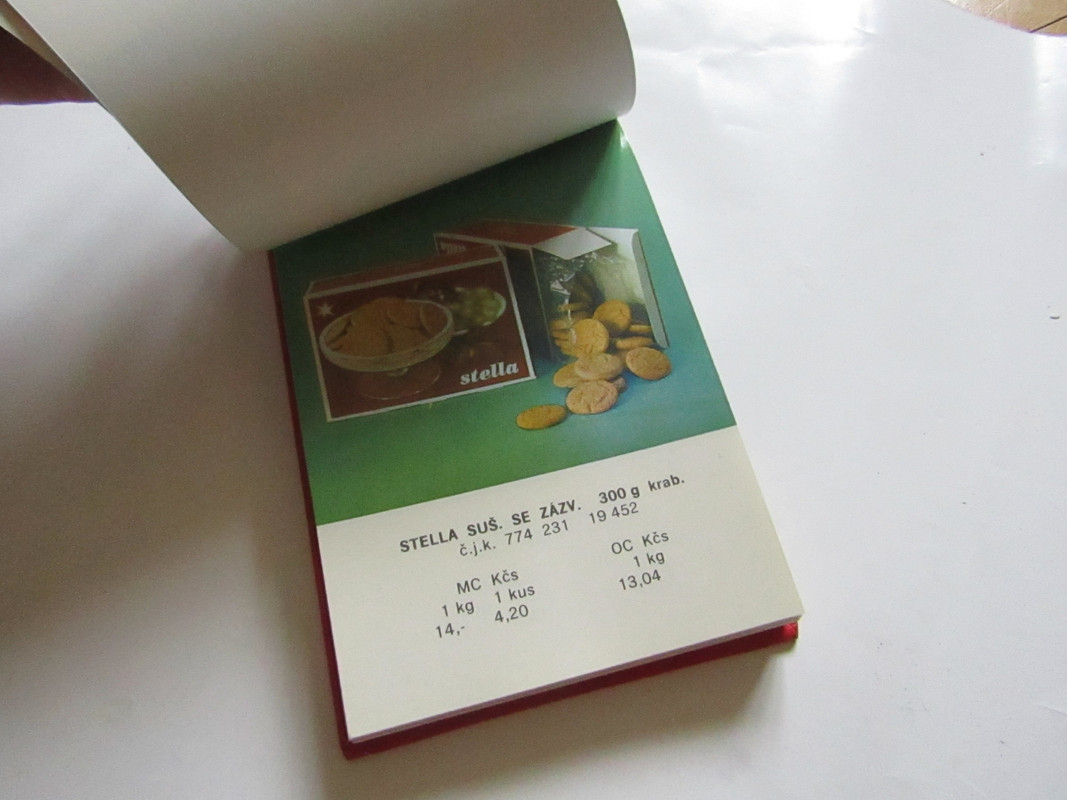 stella
STELLA SUŠ. SE ZÁZV. 300 g krab.
č.j.k. 774 231 19 452
MC Kčs OC Kčs
1 kg 1 kus 1 kg
14,- 4,20 13,04